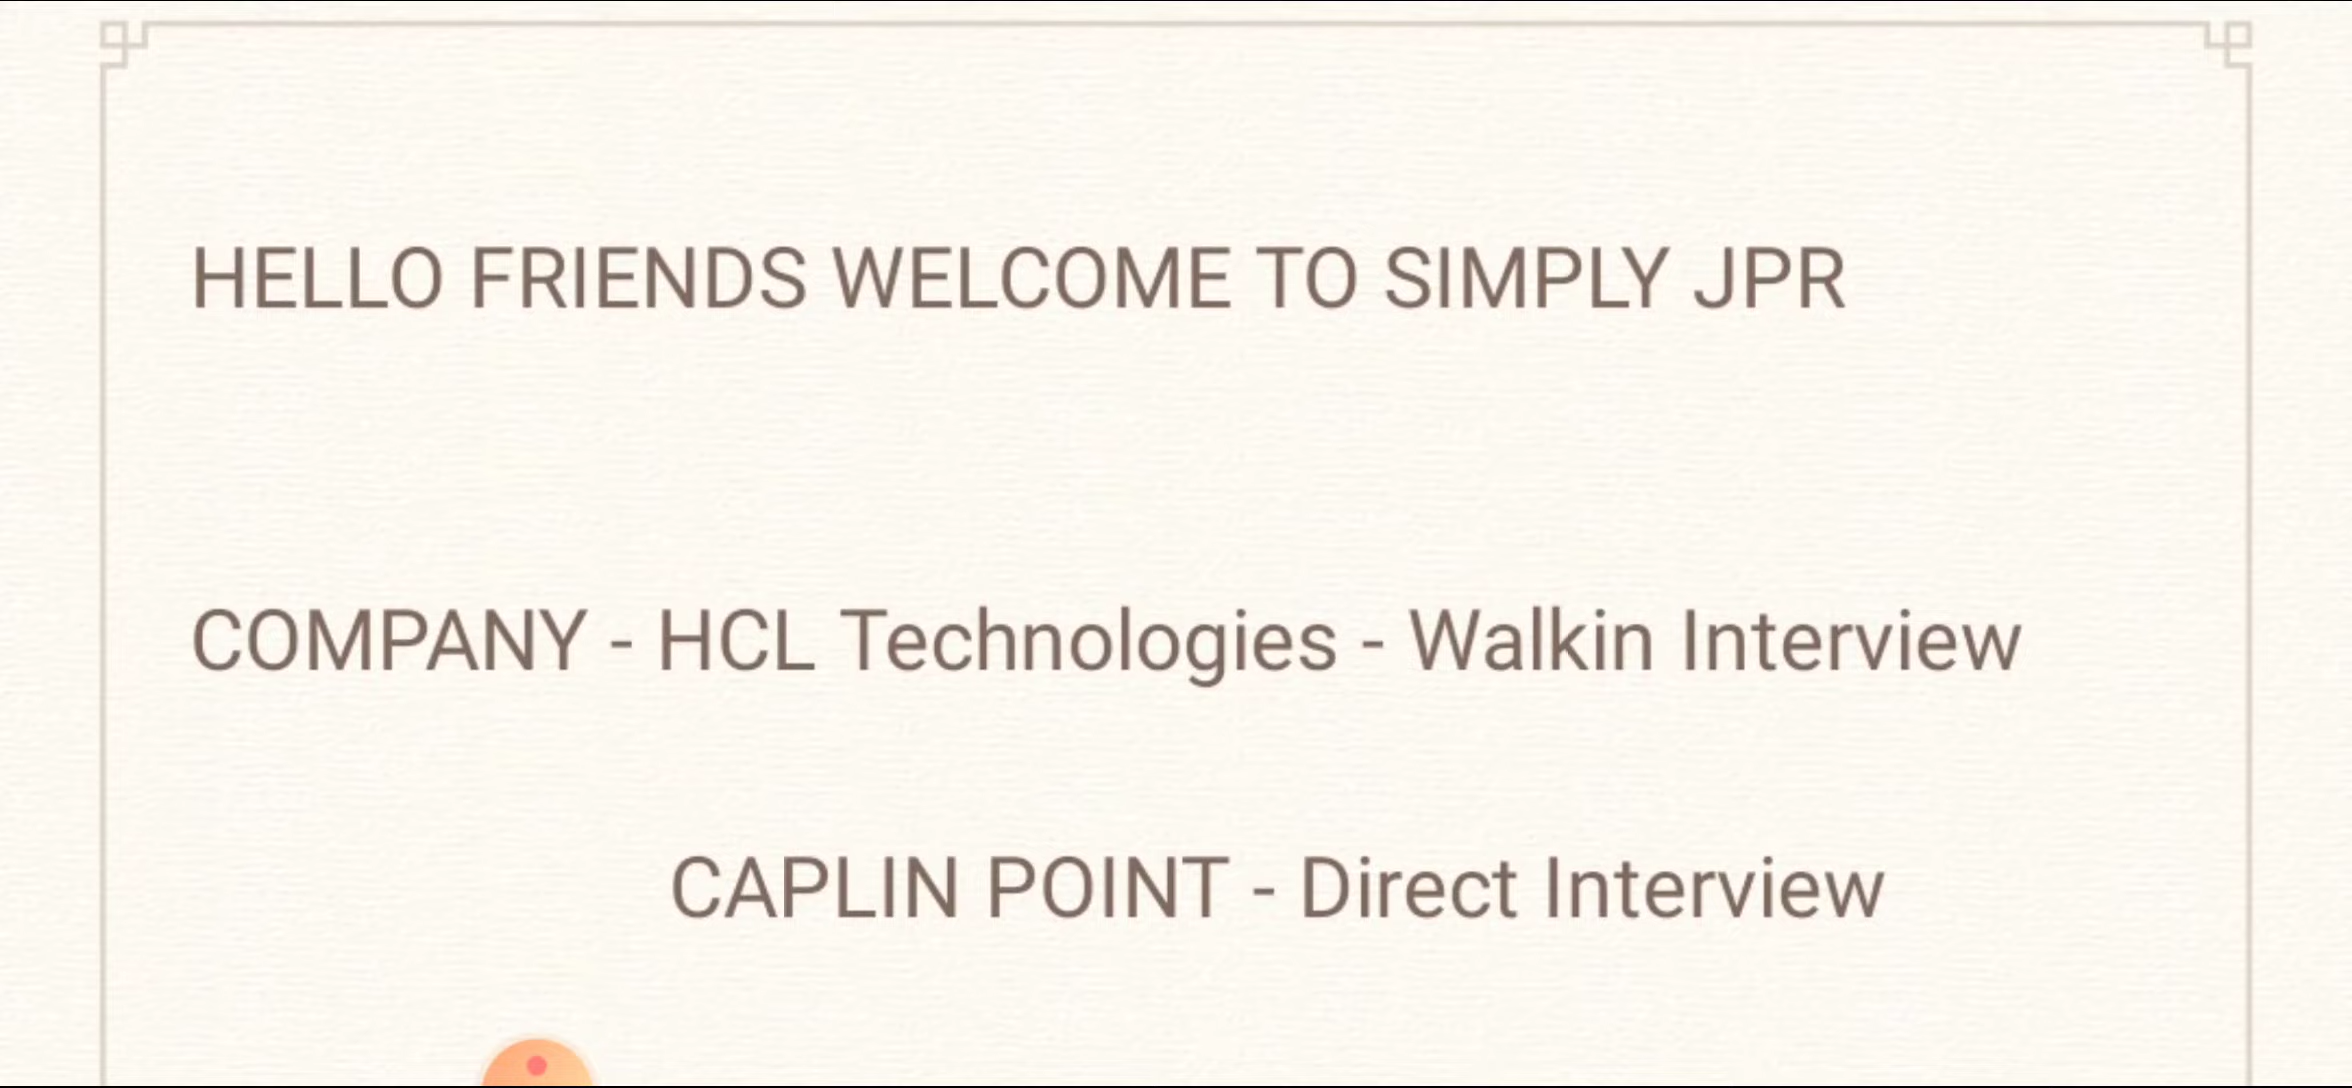 HELLO FRIENDS WELCOME TO SIMPLY JPR
COMPANY - HCL Technologies - Walkin Interview
CAPLIN POINT - Direct Interview